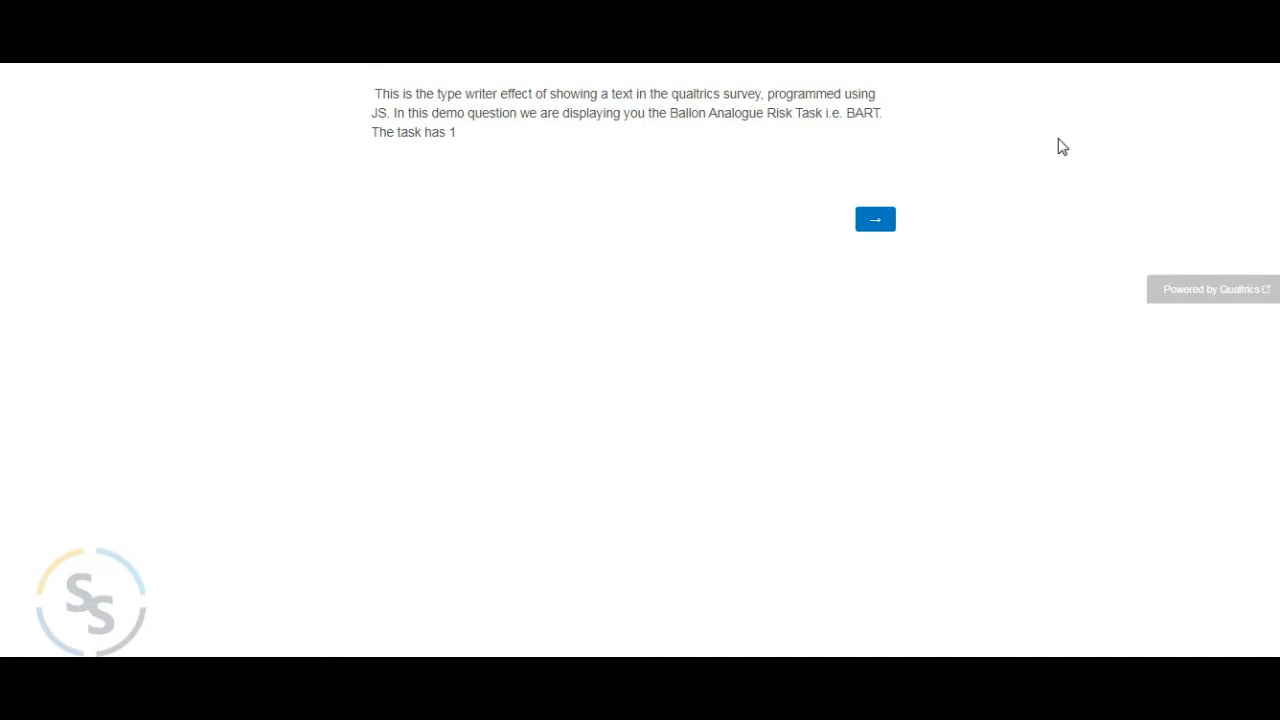 This is the type writer effect of showing a text in the qualtrics survey, programmed using
JS. In this demo question we are displaying you the Ballon Analogue Risk Task i.e. BART.
The task has 1
→
Powered by Qualtrics
SS